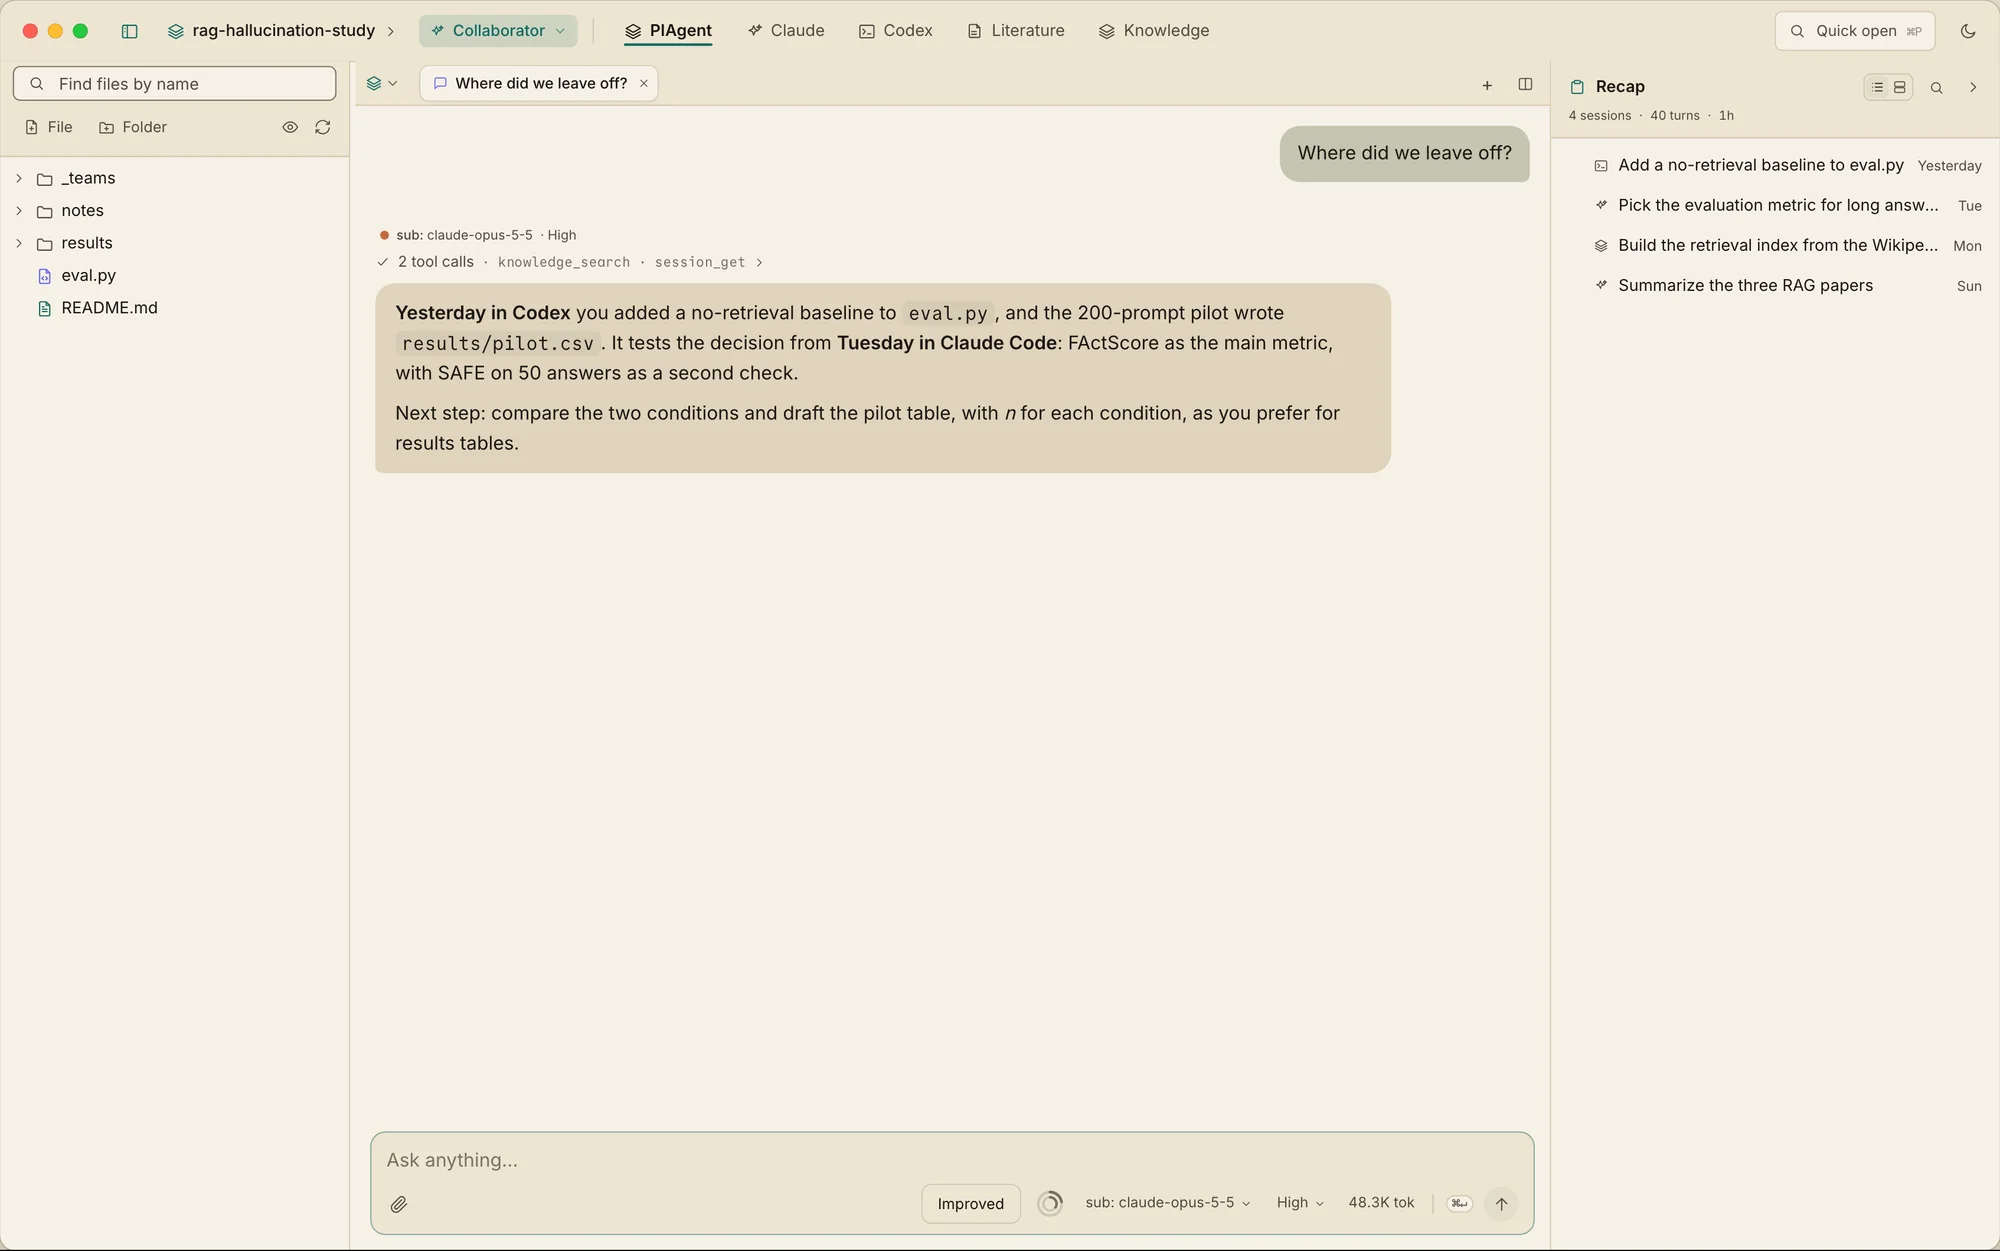 rag-hallucination-study
Collaborator
PIAgent
Claude
Codex
Literature
Knowledge
Quick open ⌘P
Find files by name
File
Folder
_teams
notes
results
eval.py
README.md
Where did we leave off?
Where did we leave off?
sub: claude-opus-5-5 · High
2 tool calls · knowledge_search · session_get
Yesterday in Codex you added a no-retrieval baseline to eval.py, and the 200-prompt pilot wrote
results/pilot.csv. It tests the decision from Tuesday in Claude Code: FActScore as the main metric,
with SAFE on 50 answers as a second check.
Next step: compare the two conditions and draft the pilot table, with n for each condition, as you prefer for
results tables.
Ask anything...
Improved
sub: claude-opus-5-5
High
48.3K tok
⌘↵
Recap
4 sessions · 40 turns · 1h
Add a no-retrieval baseline to eval.py Yesterday
Pick the evaluation metric for long answ... Tue
Build the retrieval index from the Wikipe... Mon
Summarize the three RAG papers Sun